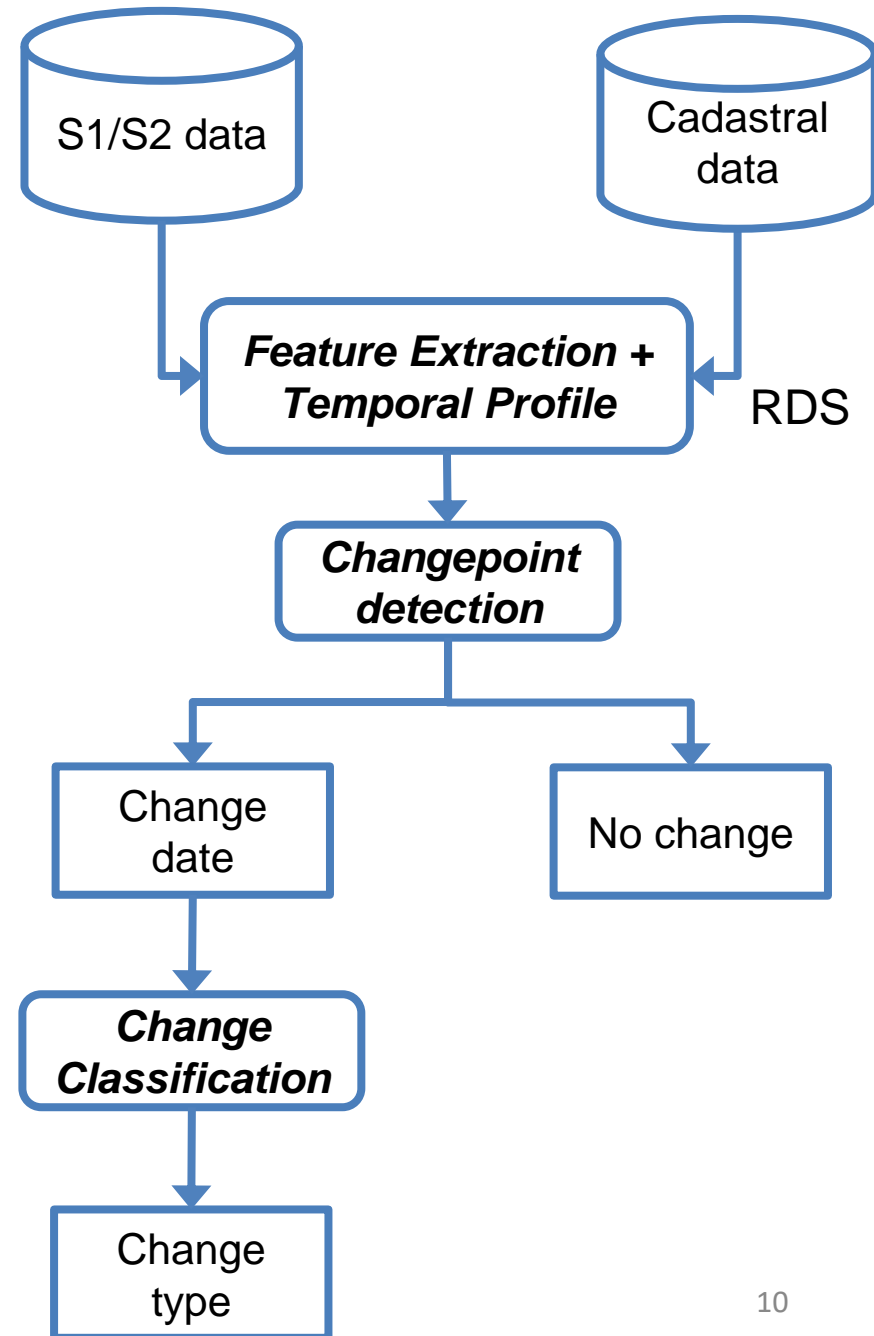 S1/S2 data
Cadastral
data
Feature Extraction +
Temporal Profile
RDS
Changepoint
detection
Change
date
No change
Change
Classification
Change
type
10